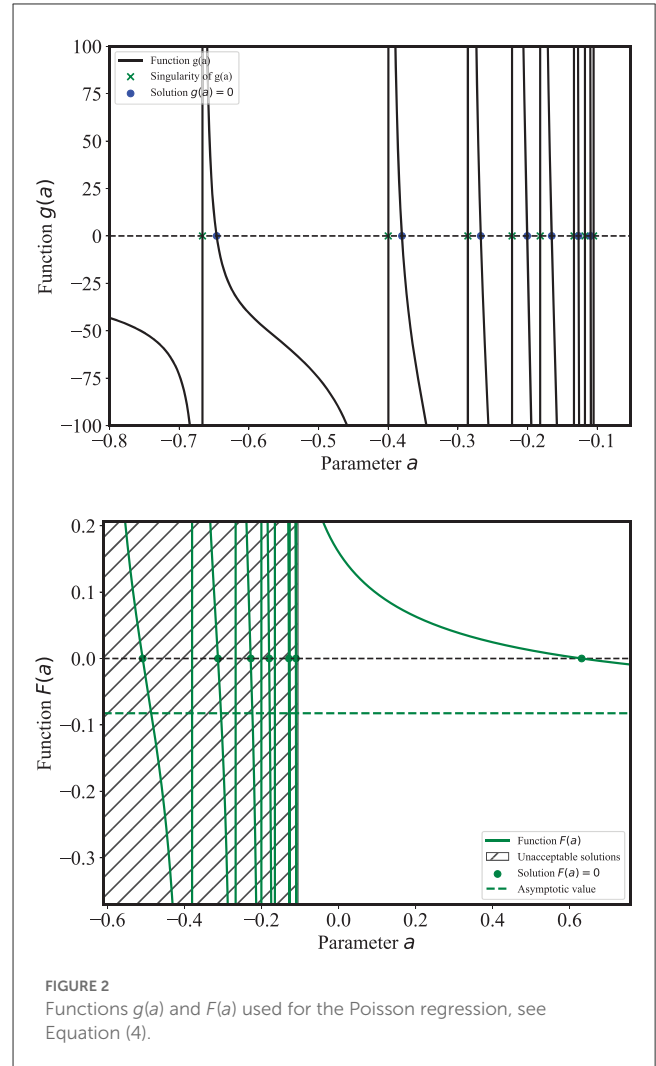 100
75
50
25
0
−25
−50
−75
−100
Function g(a)
Function g(a)
Singularity of g(a)
Solution g(a) = 0
−0.8 −0.7 −0.6 −0.5 −0.4 −0.3 −0.2 −0.1
Parameter a
0.2
0.1
0.0
−0.1
−0.2
−0.3
Function F(a)
Function F(a)
Unacceptable solutions
Solution F(a) = 0
Asymptotic value
−0.6 −0.4 −0.2 0.0 0.2 0.4 0.6
Parameter a
FIGURE 2
Functions g(a) and F(a) used for the Poisson regression, see
Equation (4).